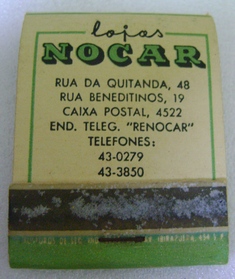 lojas
NOCAR
RUA DA QUITANDA, 48
RUA BENEDITINOS, 19
CAIXA POSTAL, 4522
END. TELEG. "RENOCAR"
TELEFONES:
43-0279
43-3850